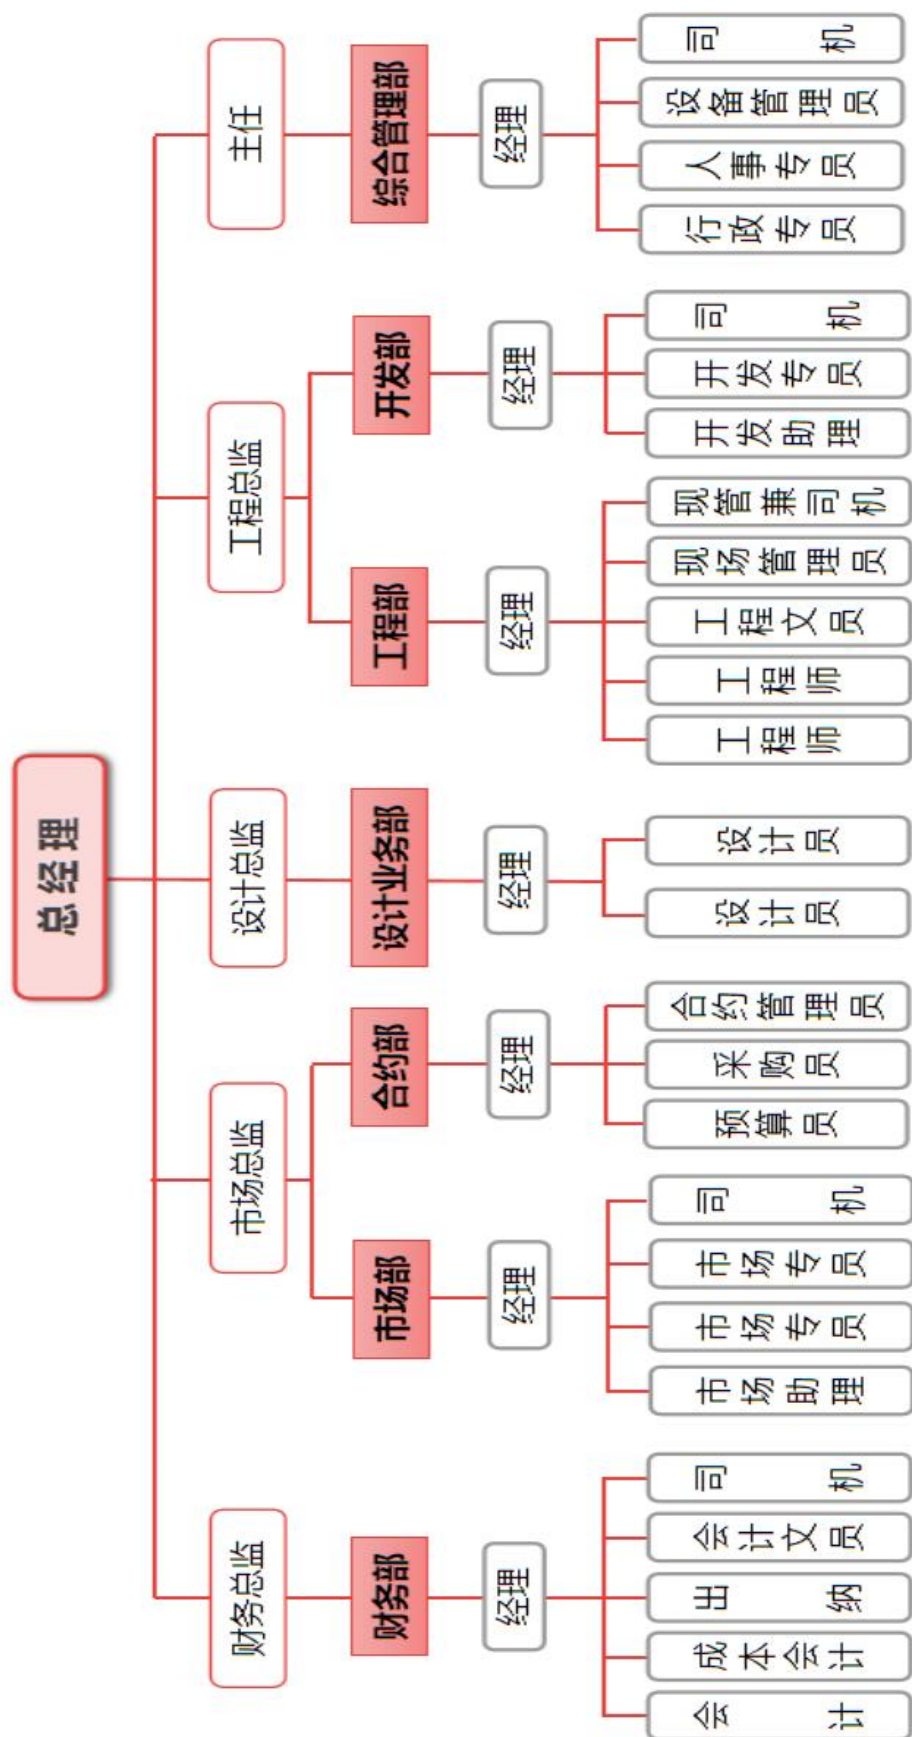 总经理
财务总监
市场总监
设计总监
工程总监
主任
财务部
市场部
合约部
设计业务部
工程部
开发部
综合管理部
经理
经理
经理
经理
经理
经理
经理
会计
成本会计
出纳
会计文员
司机
市场助理
市场专员
市场专员
司机
预算员
采购员
合约管理员
设计员
设计员
工程师
工程师
工程文员
现场管理员
现管兼司机
开发助理
开发专员
司机
行政专员
人事专员
设备管理员
司机